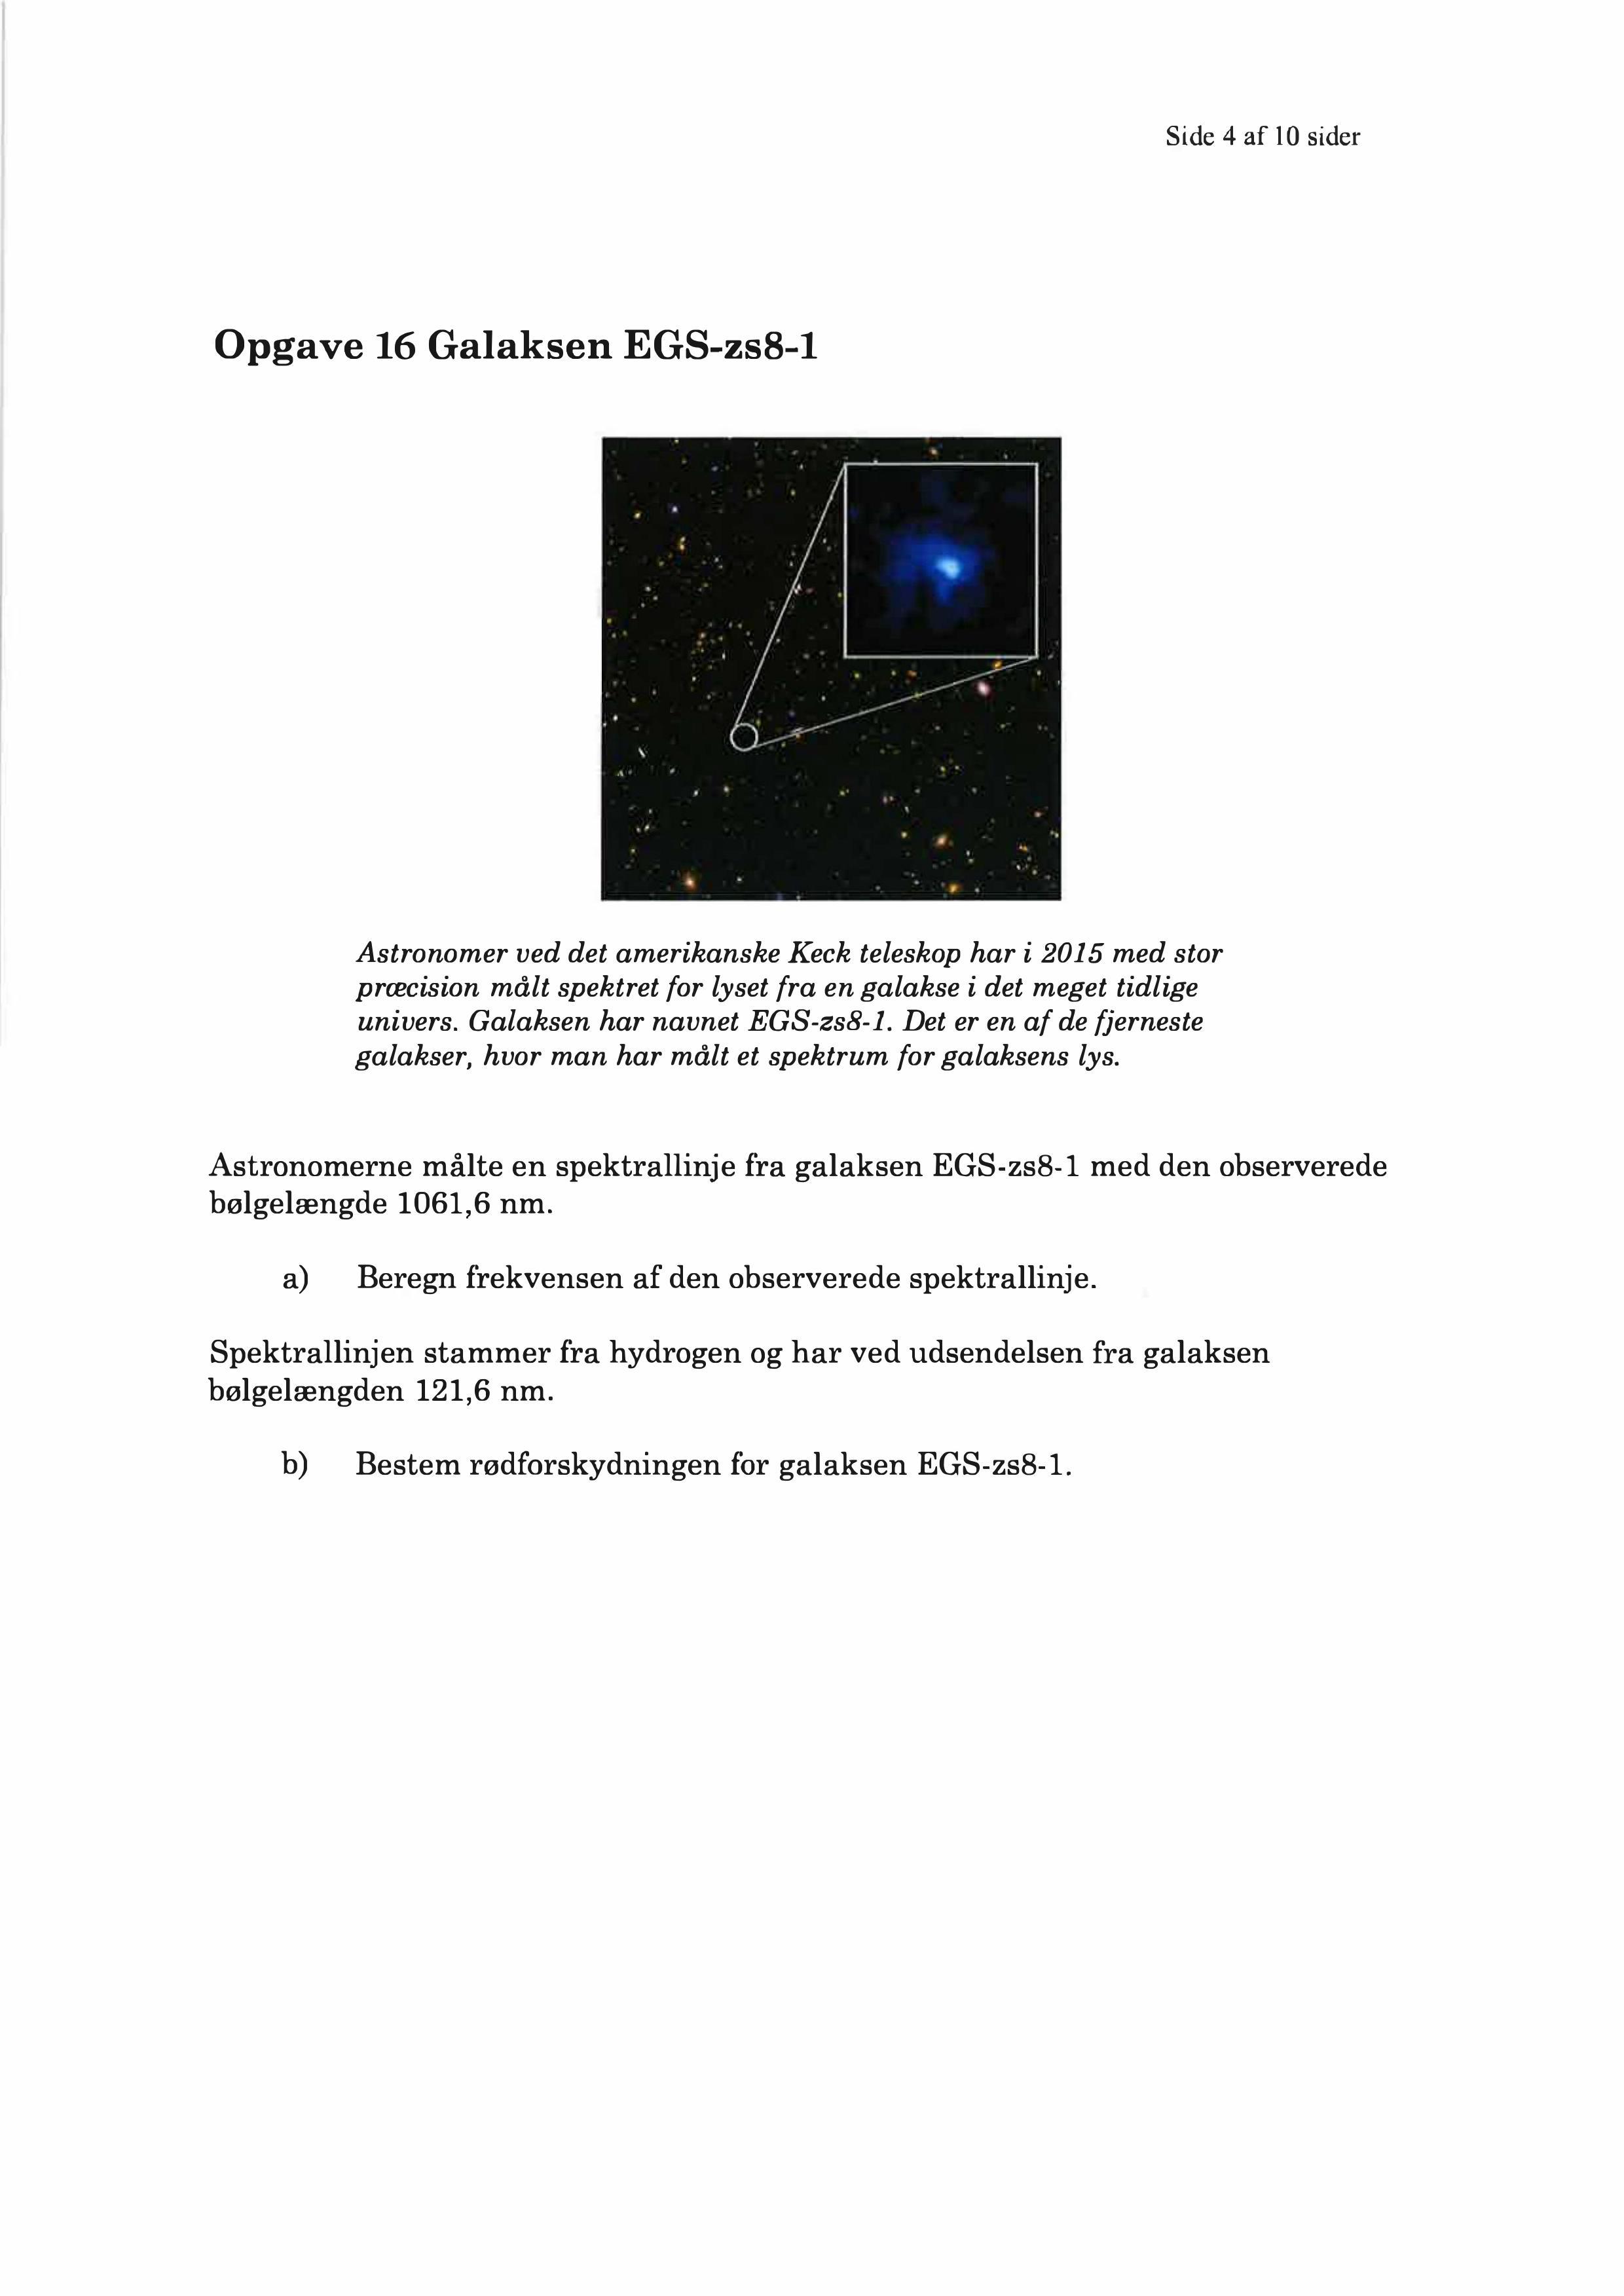 Side 4 af 10 sider
Opgave 16 Galaksen EGS-zs8-1
Astronomer ved det amerikanske Keck teleskop har i 2015 med stor
præcision målt spektret for lyset fra en galakse i det meget tidlige
univers. Galaksen har navnet EGS-zs8-1. Det er en af de fjerneste
galakser, hvor man har målt et spektrum for galaksens lys.
Astronomerne målte en spektrallinje fra galaksen EGS-zs8-1 med den observerede
bølgelængde 1061,6 nm.
a) Beregn frekvensen af den observerede spektrallinje.
Spektrallinjen stammer fra hydrogen og har ved udsendelsen fra galaksen
bølgelængden 121,6 nm.
b) Bestem rødforskydningen for galaksen EGS-zs8-1.